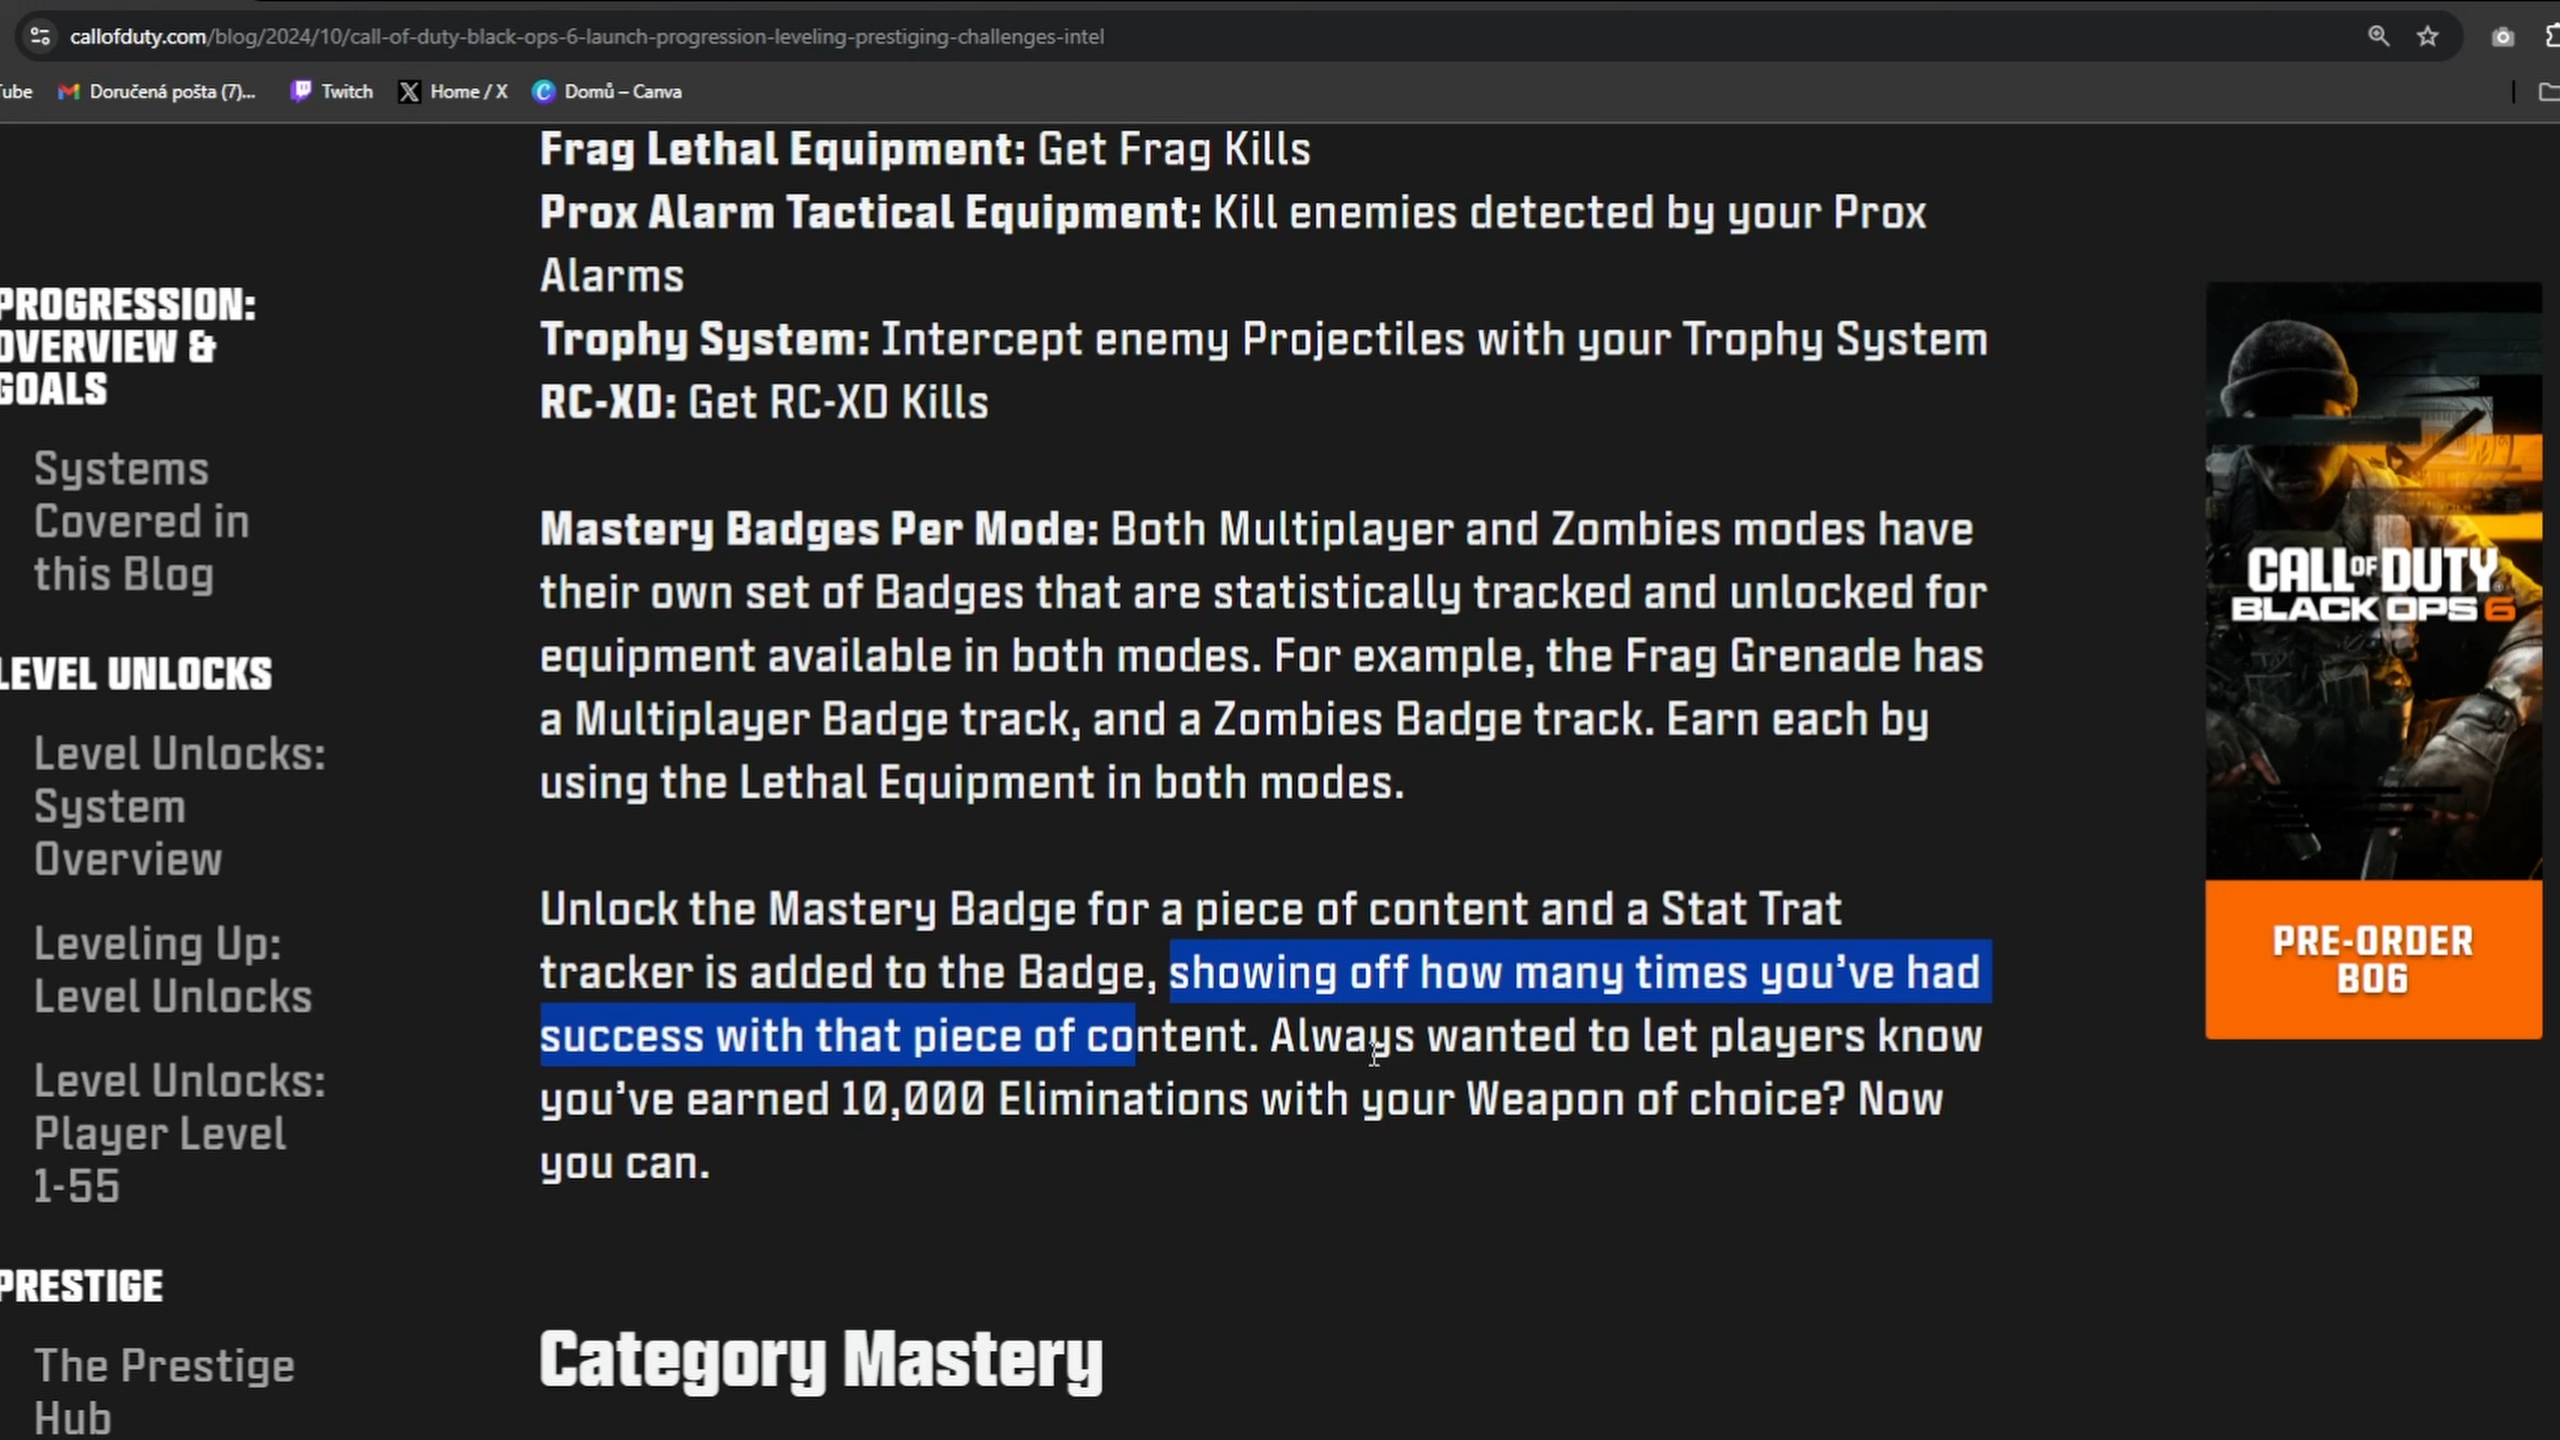 callofduty.com/blog/2024/10/call-of-duty-black-ops-6-launch-progression-leveling-prestiging-challenges-intel
ube
Doručená pošta (7)...
Twitch
Home / X
Domů – Canva
PROGRESSION:
OVERVIEW &
GOALS
Systems
Covered in
this Blog
LEVEL UNLOCKS
Level Unlocks:
System
Overview
Leveling Up:
Level Unlocks
Level Unlocks:
Player Level
1-55
PRESTIGE
The Prestige
Hub
Frag Lethal Equipment: Get Frag Kills
Prox Alarm Tactical Equipment: Kill enemies detected by your Prox
Alarms
Trophy System: Intercept enemy Projectiles with your Trophy System
RC-XD: Get RC-XD Kills
Mastery Badges Per Mode: Both Multiplayer and Zombies modes have
their own set of Badges that are statistically tracked and unlocked for
equipment available in both modes. For example, the Frag Grenade has
a Multiplayer Badge track, and a Zombies Badge track. Earn each by
using the Lethal Equipment in both modes.
Unlock the Mastery Badge for a piece of content and a Stat Trat
tracker is added to the Badge, showing off how many times you've had
success with that piece of content. Always wanted to let players know
you've earned 10,000 Eliminations with your Weapon of choice? Now
you can.
Category Mastery
CALL OF DUTY
BLACK OPS 6
PRE-ORDER
BO6